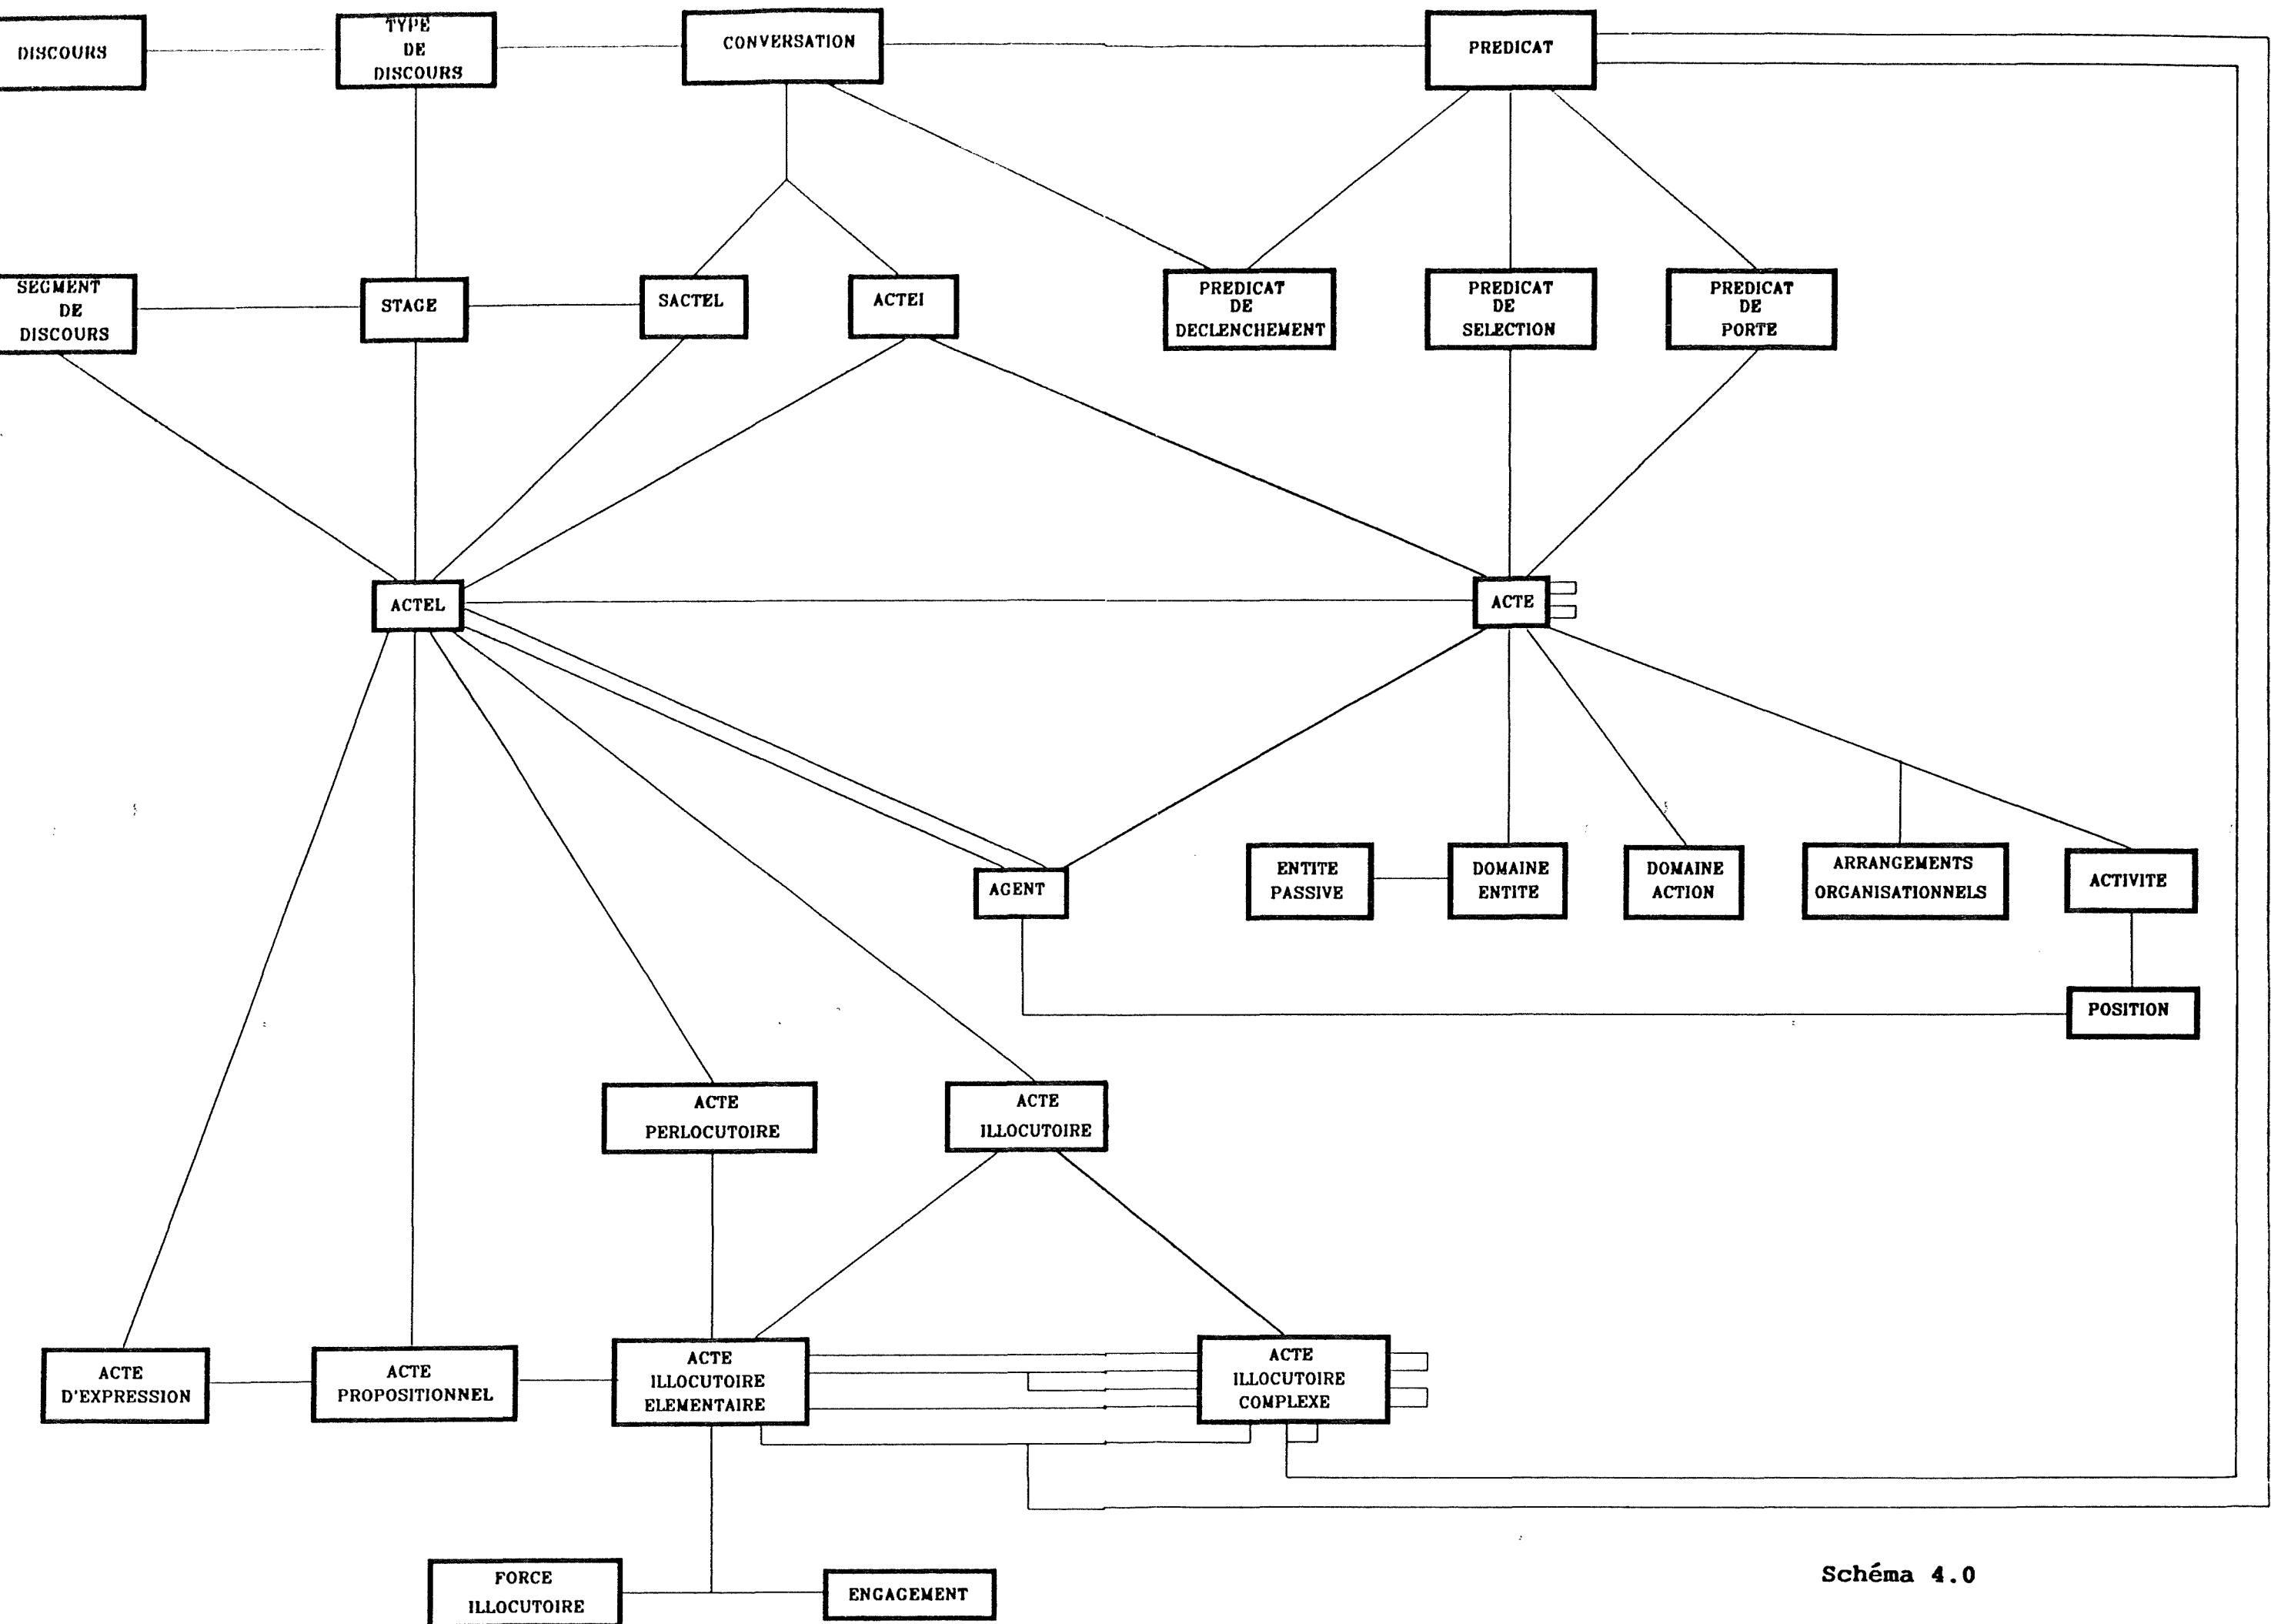 DISCOURS
TYPE
DE
DISCOURS
CONVERSATION
PREDICAT
SEGMENT
DE
DISCOURS
STAGE
SACTEL
ACTEI
PREDICAT
DE
DECLENCHEMENT
PREDICAT
DE
SELECTION
PREDICAT
DE
PORTE
ACTEL
ACTE
AGENT
ENTITE
PASSIVE
DOMAINE
ENTITE
DOMAINE
ACTION
ARRANGEMENTS
ORGANISATIONNELS
ACTIVITE
POSITION
ACTE
PERLOCUTOIRE
ACTE
ILLOCUTOIRE
ACTE
D'EXPRESSION
ACTE
PROPOSITIONNEL
ACTE
ILLOCUTOIRE
ELEMENTAIRE
ACTE
ILLOCUTOIRE
COMPLEXE
FORCE
ILLOCUTOIRE
ENGAGEMENT
Schéma 4.0